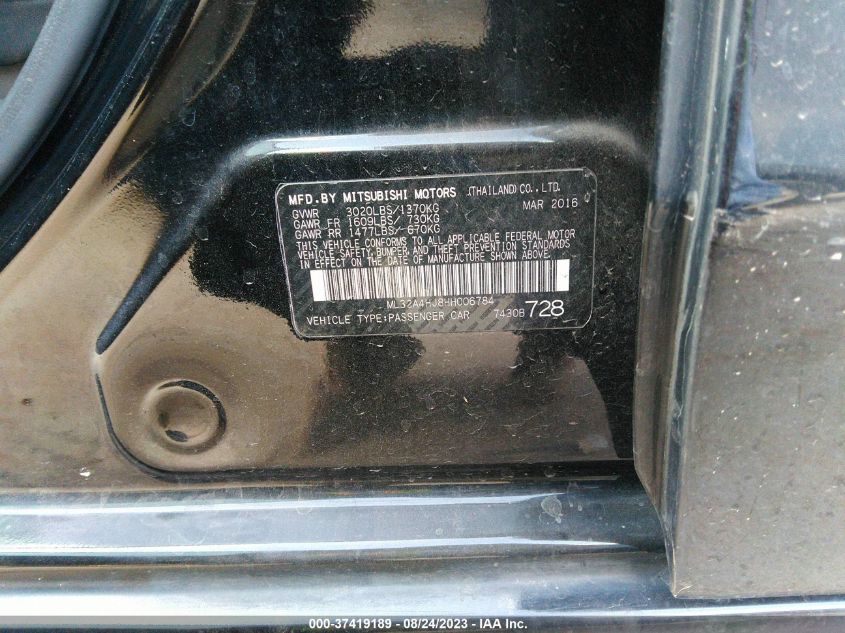 MFD.BY MITSUBISHI MOTORS (THAILAND)CO.,LTD.
GVWR 3020LBS/1370KG MAR 2016
GAWR FR 1609LBS/ 730KG
GAWR RR 1477LBS/ 670KG
THIS VEHICLE CONFORMS TO ALL APPLICABLE FEDERAL MOTOR
VEHICLE SAFETY, BUMPER, AND THEFT PREVENTION STANDARDS
IN EFFECT ON THE DATE OF MANUFACTURE SHOWN ABOVE.
ML32A4HJ8HH006784
VEHICLE TYPE:PASSENGER CAR 7430B 728
000-37419189 - 08/24/2023 - IAA Inc.